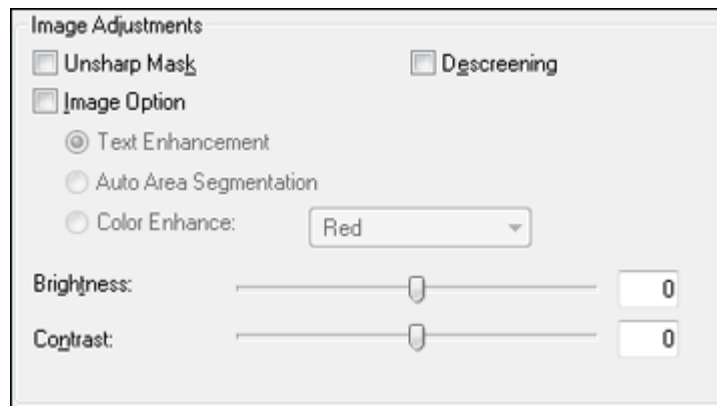 Image Adjustments
Unsharp Mask Descreening
Image Option
Text Enhancement
Auto Area Segmentation
Color Enhance: Red
Brightness: 0
Contrast: 0